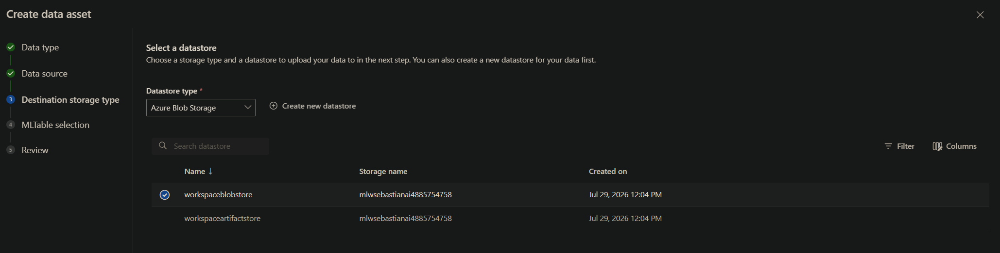 Create data asset
Data type
Data source
3 Destination storage type
4 MLTable selection
5 Review
Select a datastore
Choose a storage type and a datastore to upload your data to in the next step. You can also create a new datastore for your data first.
Datastore type *
Azure Blob Storage
Create new datastore
Search datastore
Filter
Columns
Name ↓ Storage name Created on
workspaceblobstore mlwsebastianai4885754758 Jul 29, 2026 12:04 PM
workspaceartifactstore mlwsebastianai4885754758 Jul 29, 2026 12:04 PM